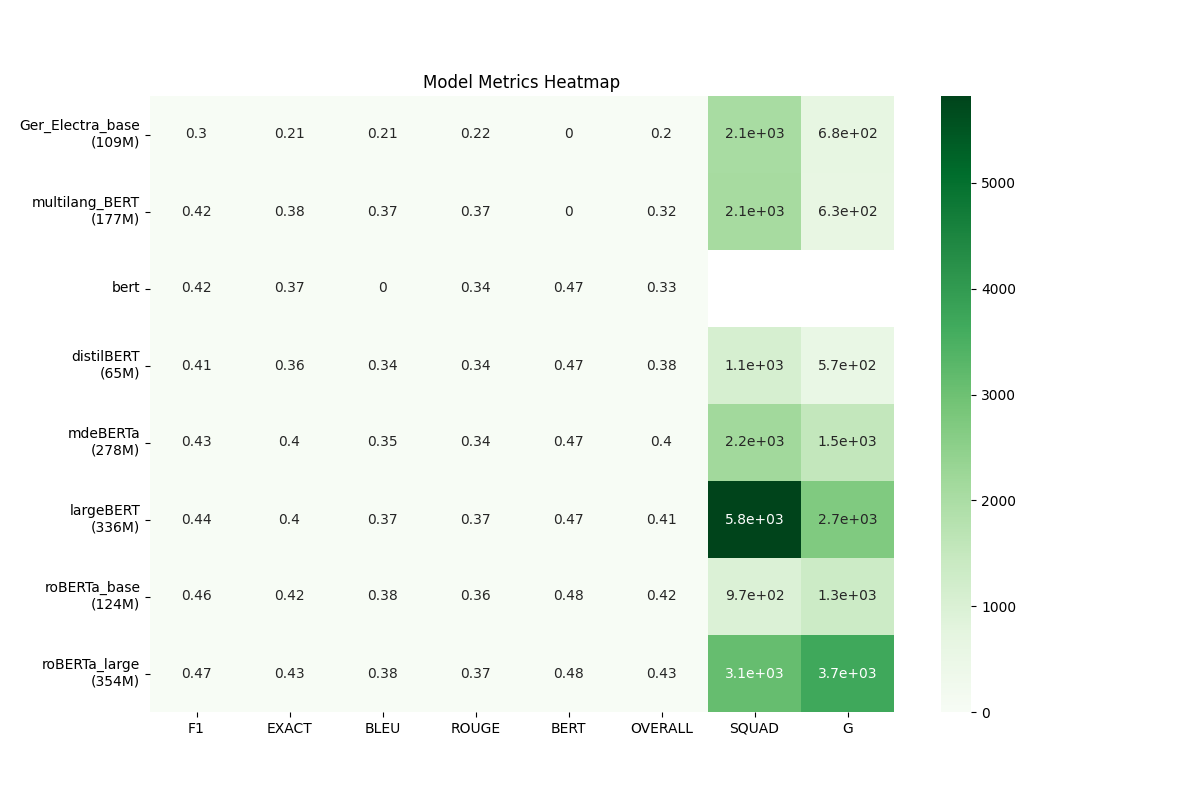 Model Metrics Heatmap
Ger_Electra_base
(109M)
0.3 0.21 0.21 0.22 0 0.2 2.1e+03 6.8e+02
multilang_BERT
(177M)
0.42 0.38 0.37 0.37 0 0.32 2.1e+03 6.3e+02
bert
0.42 0.37 0 0.34 0.47 0.33
distilBERT
(65M)
0.41 0.36 0.34 0.34 0.47 0.38 1.1e+03 5.7e+02
mdeBERTa
(278M)
0.43 0.4 0.35 0.34 0.47 0.4 2.2e+03 1.5e+03
largeBERT
(336M)
0.44 0.4 0.37 0.37 0.47 0.41 5.8e+03 2.7e+03
roBERTa_base
(124M)
0.46 0.42 0.38 0.36 0.48 0.42 9.7e+02 1.3e+03
roBERTa_large
(354M)
0.47 0.43 0.38 0.37 0.48 0.43 3.1e+03 3.7e+03
F1 EXACT BLEU ROUGE BERT OVERALL SQUAD G
5000
4000
3000
2000
1000
0